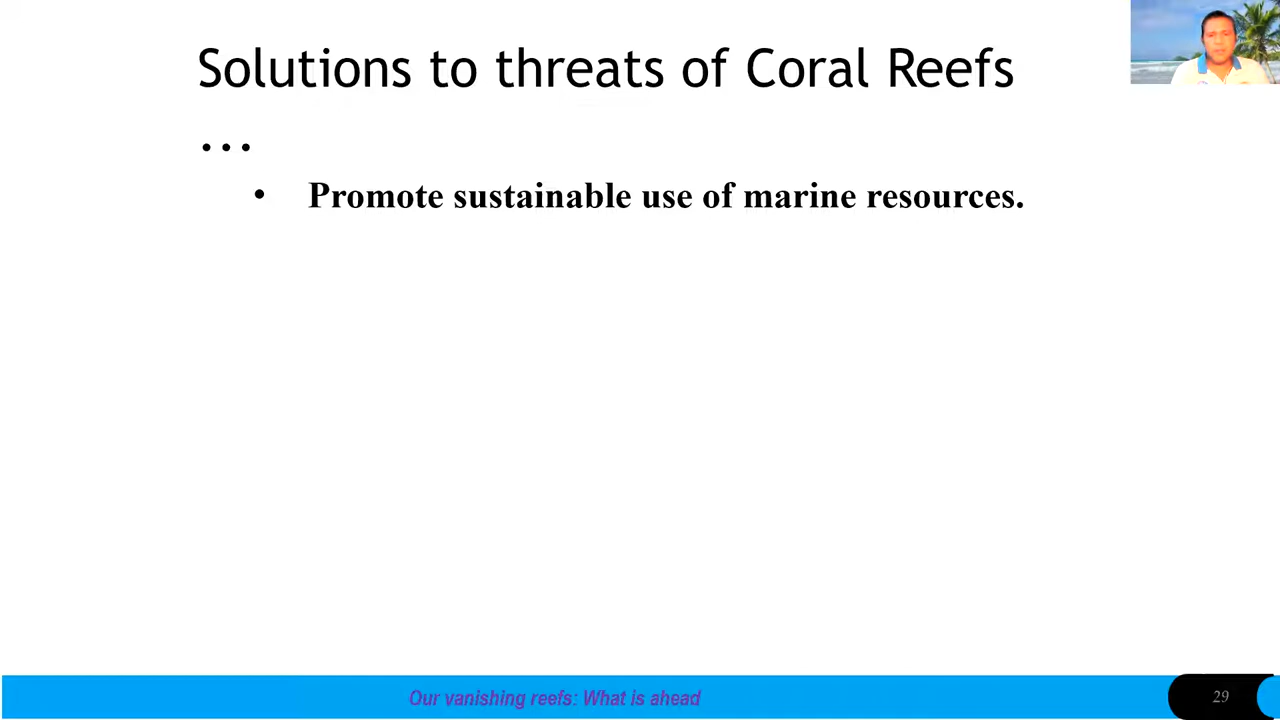 Solutions to threats of Coral Reefs
...
• Promote sustainable use of marine resources.
Our vanishing reefs: What is ahead
29